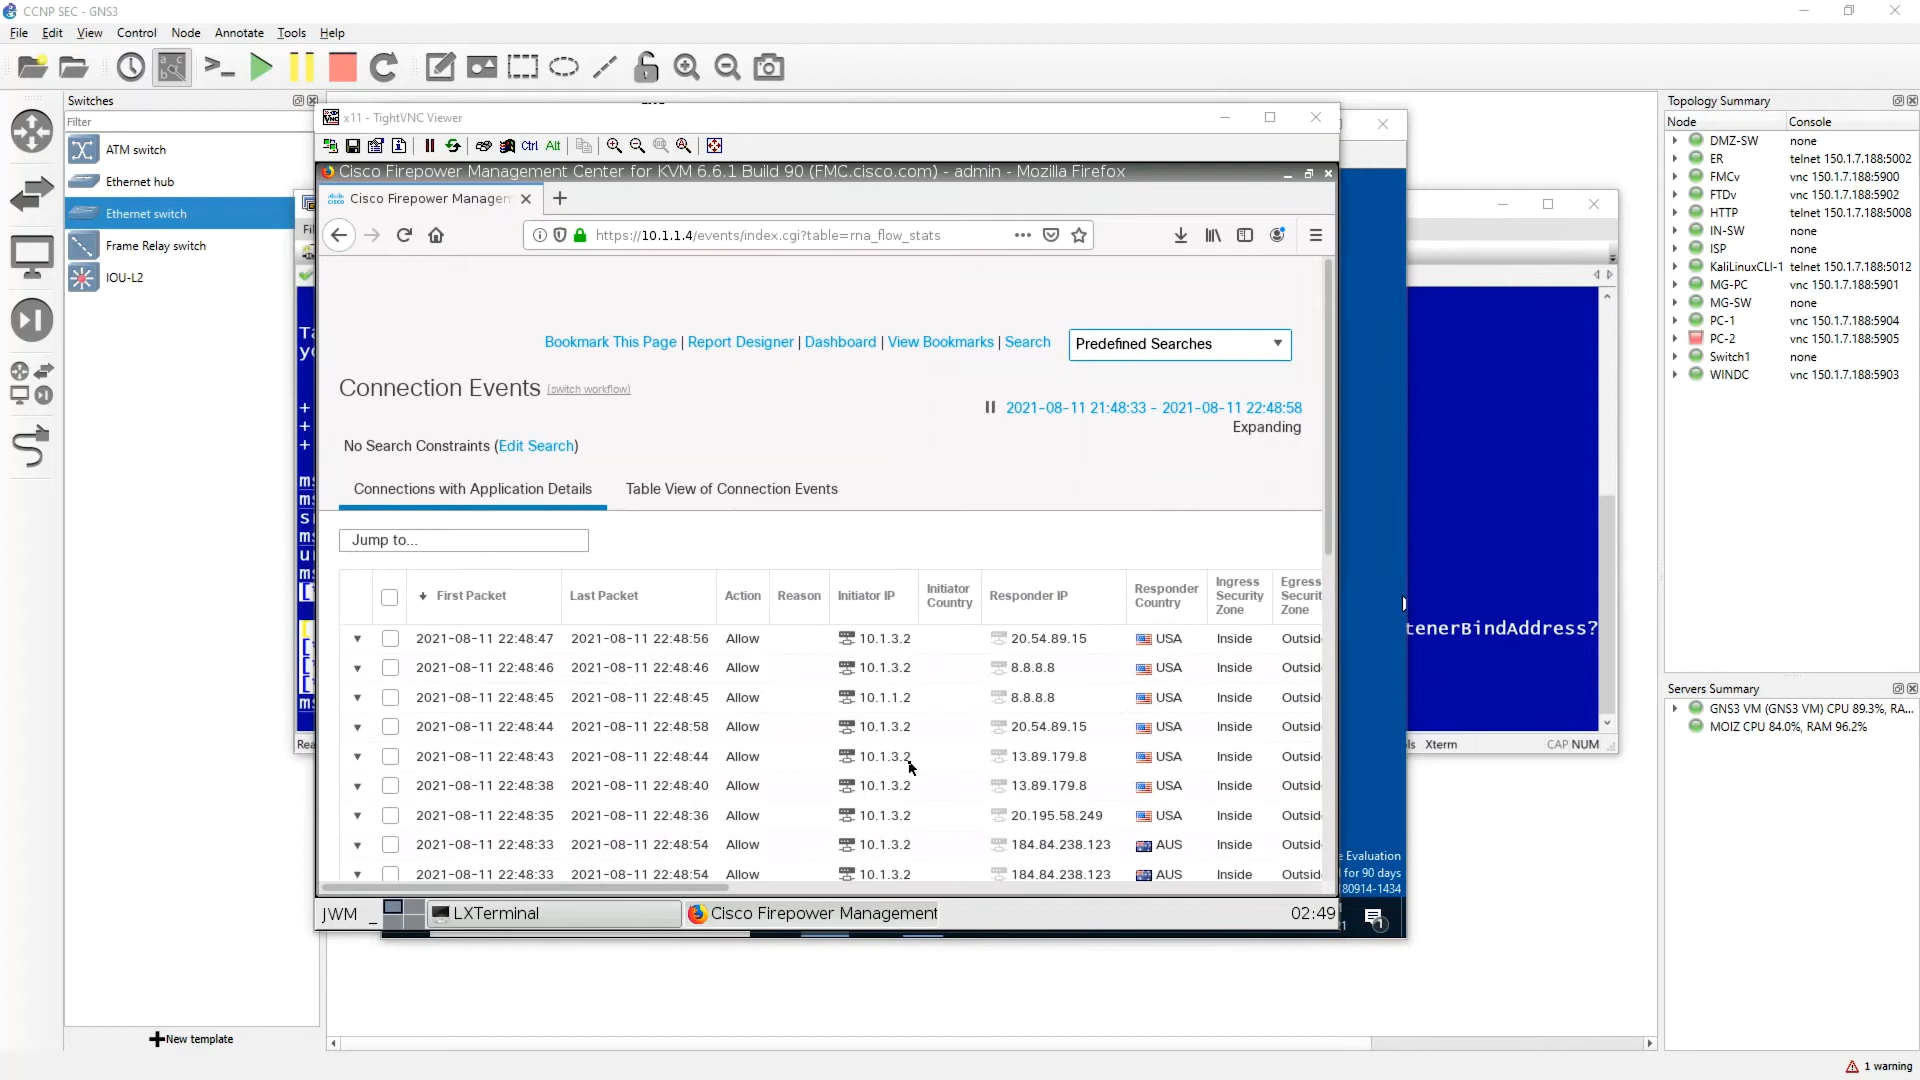 CCNP SEC - GNS3
File Edit View Control Node Annotate Tools Help
Switches
Filter
ATM switch
Ethernet hub
Ethernet switch
Frame Relay switch
IOU-L2
New template
x11 - TightVNC Viewer
Ctrl Alt
Cisco Firepower Management Center for KVM 6.6.1 Build 90 (FMC.cisco.com) - admin - Mozilla Firefox
Cisco Firepower Managem
https://10.1.1.4/events/index.cgi?table=rna_flow_stats
Bookmark This Page | Report Designer | Dashboard | View Bookmarks | Search
Predefined Searches
Connection Events (switch workflow)
2021-08-11 21:48:33 - 2021-08-11 22:48:58
Expanding
No Search Constraints (Edit Search)
Connections with Application Details Table View of Connection Events
Jump to...
First Packet Last Packet Action Reason Initiator IP Initiator Country Responder IP Responder Country Ingress Security Zone Egress Securit Zone
2021-08-11 22:48:47 2021-08-11 22:48:56 Allow 10.1.3.2 20.54.89.15 USA Inside Outsid
2021-08-11 22:48:46 2021-08-11 22:48:46 Allow 10.1.3.2 8.8.8.8 USA Inside Outsid
2021-08-11 22:48:45 2021-08-11 22:48:45 Allow 10.1.1.2 8.8.8.8 USA Inside Outsid
2021-08-11 22:48:44 2021-08-11 22:48:58 Allow 10.1.3.2 20.54.89.15 USA Inside Outsid
2021-08-11 22:48:43 2021-08-11 22:48:44 Allow 10.1.3.2 13.89.179.8 USA Inside Outsid
2021-08-11 22:48:38 2021-08-11 22:48:40 Allow 10.1.3.2 13.89.179.8 USA Inside Outsid
2021-08-11 22:48:35 2021-08-11 22:48:36 Allow 10.1.3.2 20.195.58.249 USA Inside Outsid
2021-08-11 22:48:33 2021-08-11 22:48:54 Allow 10.1.3.2 184.84.238.123 AUS Inside Outsid
2021-08-11 22:48:33 2021-08-11 22:48:54 Allow 10.1.3.2 184.84.238.123 AUS Inside Outsid
JWM _ LXTerminal Cisco Firepower Management 02:49
tenerBindAddress?
Xterm CAP NUM
e Evaluation
for 90 days
80914-1434
1
Topology Summary
Node Console
DMZ-SW none
ER telnet 150.1.7.188:5002
FMCv vnc 150.1.7.188:5900
FTDv vnc 150.1.7.188:5902
HTTP telnet 150.1.7.188:5008
IN-SW none
ISP none
KaliLinuxCLI-1 telnet 150.1.7.188:5012
MG-PC vnc 150.1.7.188:5901
MG-SW none
PC-1 vnc 150.1.7.188:5904
PC-2 vnc 150.1.7.188:5905
Switch1 none
WINDC vnc 150.1.7.188:5903
Servers Summary
GNS3 VM (GNS3 VM) CPU 89.3%, RA...
MOIZ CPU 84.0%, RAM 96.2%
1 warning